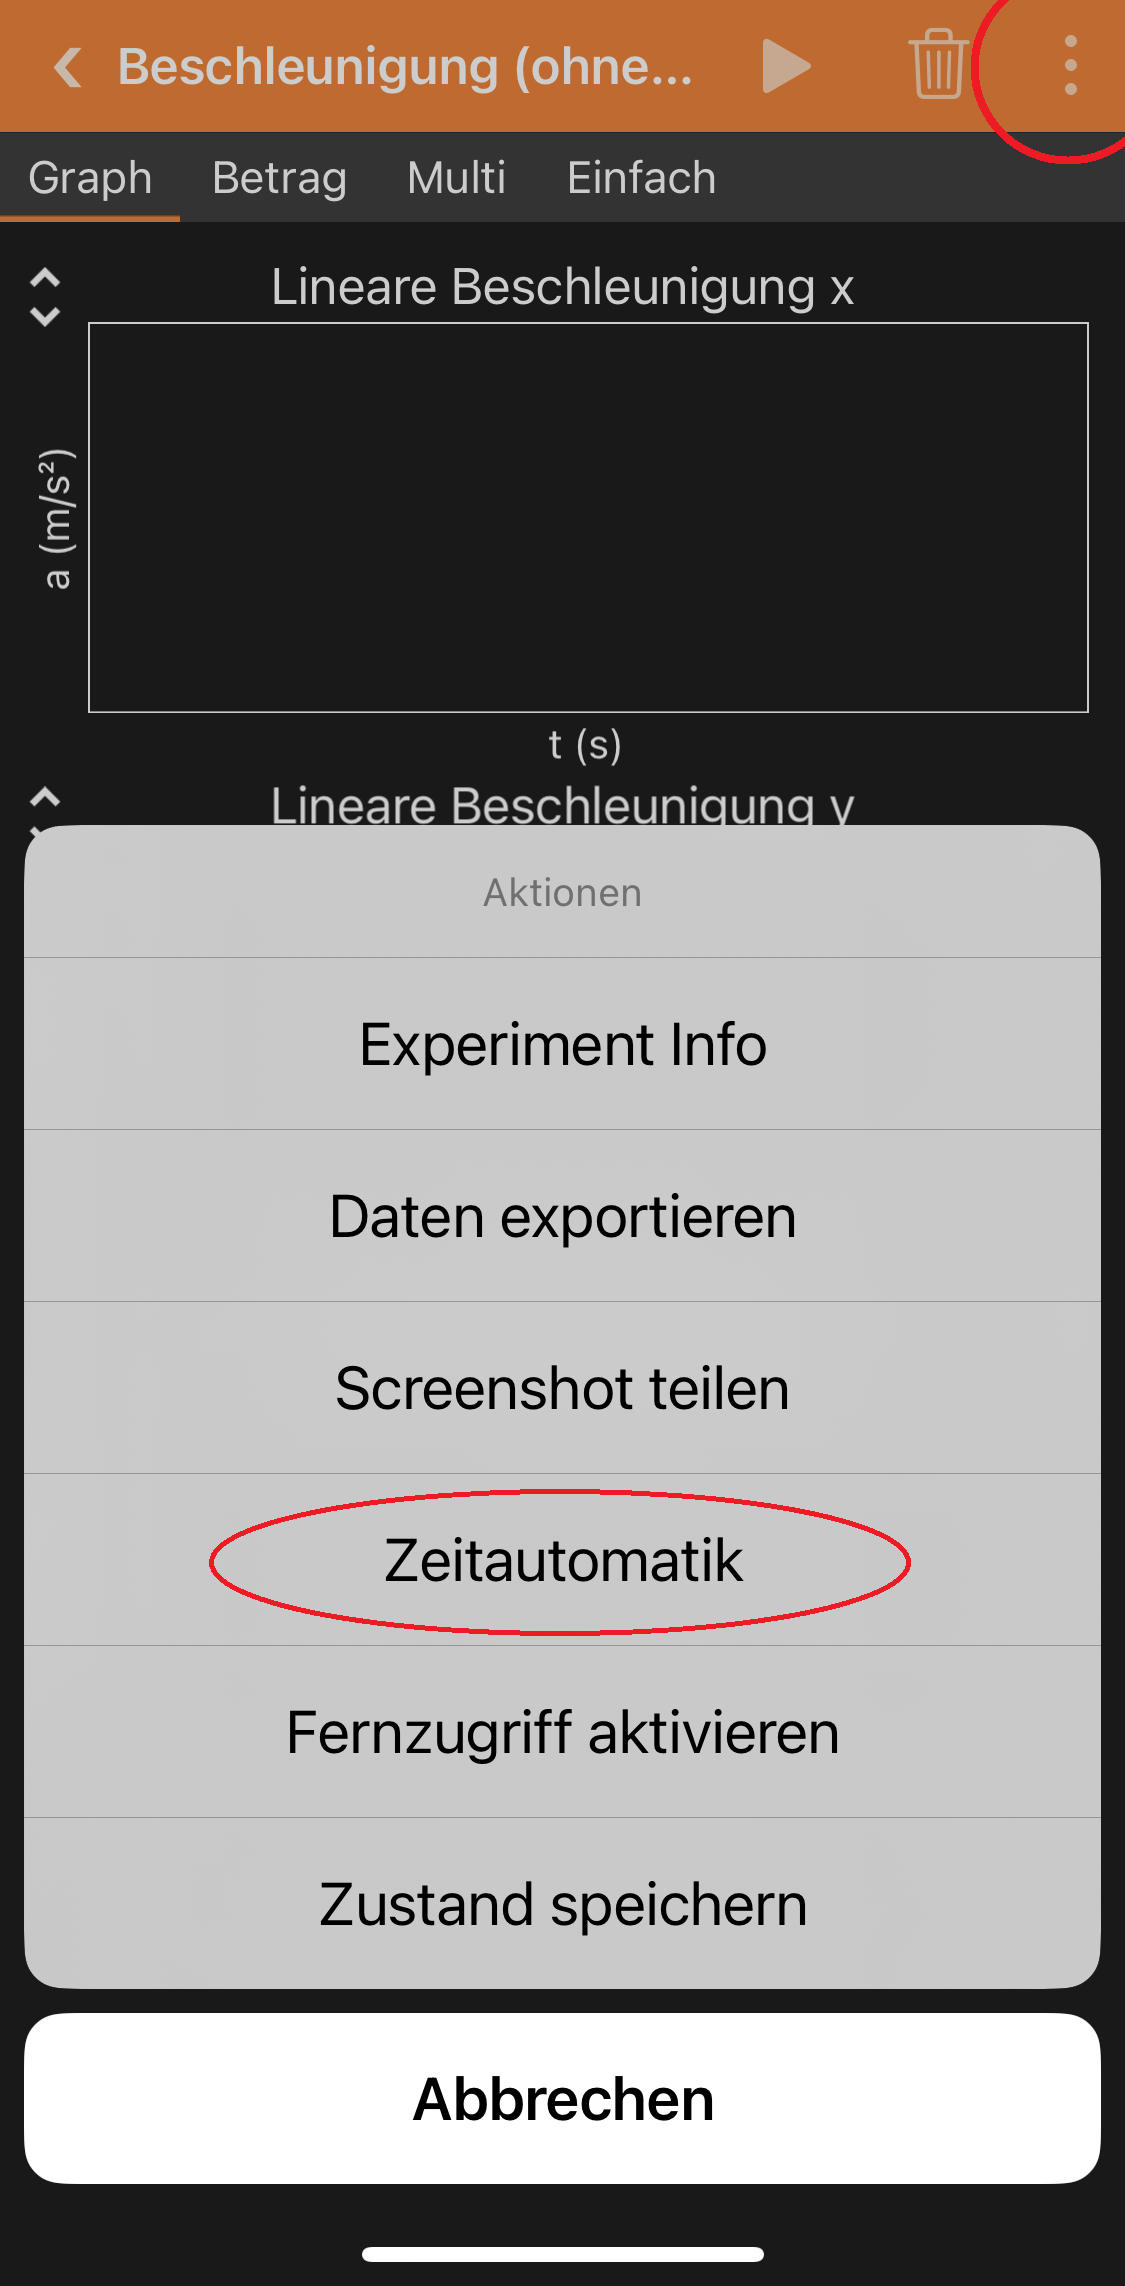 Beschleunigung (ohne...
Graph Betrag Multi Einfach
Lineare Beschleunigung x
a (m/s²)
t (s)
Lineare Beschleunigung y
Aktionen
Experiment Info
Daten exportieren
Screenshot teilen
Zeitautomatik
Fernzugriff aktivieren
Zustand speichern
Abbrechen